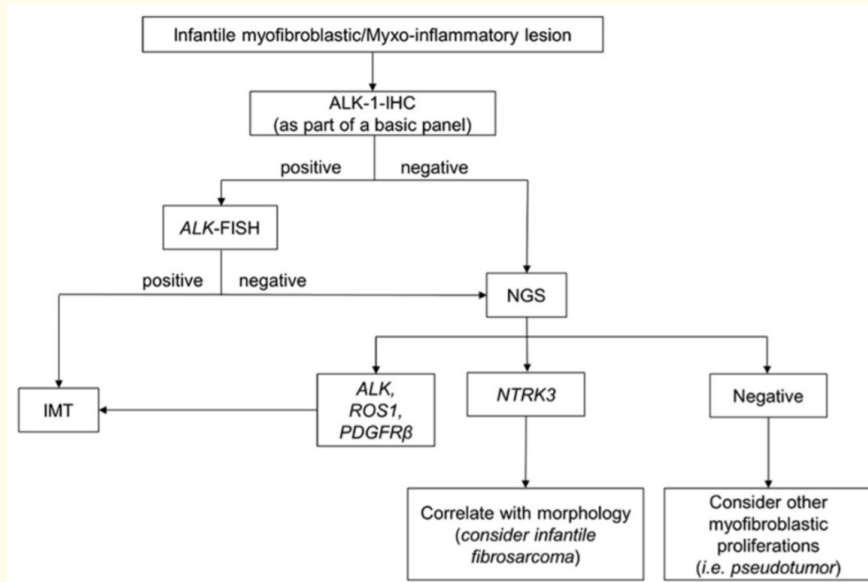 Infantile myofibroblastic/Myxo-inflammatory lesion
ALK-1-IHC
(as part of a basic panel)
positive
negative
ALK-FISH
positive
negative
NGS
IMT
ALK,
ROS1,
PDGFRβ
NTRK3
Negative
Correlate with morphology
(consider infantile
fibrosarcoma)
Consider other
myofibroblastic
proliferations
(i.e. pseudotumor)